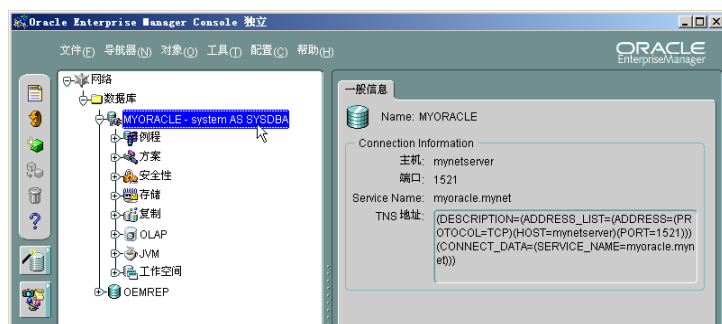 Oracle Enterprise Manager Console 独立
文件(F) 导航器(N) 对象(O) 工具(T) 配置(C) 帮助(H)
ORACLE
EnterpriseManager
网络
数据库
MYORACLE - system AS SYSDBA
例程
方案
安全性
存储
复制
OLAP
JVM
工作空间
OEMREP
一般信息
Name: MYORACLE
Connection Information
主机: mynetserver
端口: 1521
Service Name: myoracle.mynet
TNS 地址: (DESCRIPTION=(ADDRESS_LIST=(ADDRESS=(PR
OTOCOL=TCP)(HOST=mynetserver)(PORT=1521)))
(CONNECT_DATA=(SERVICE_NAME=myoracle.myn
et)))